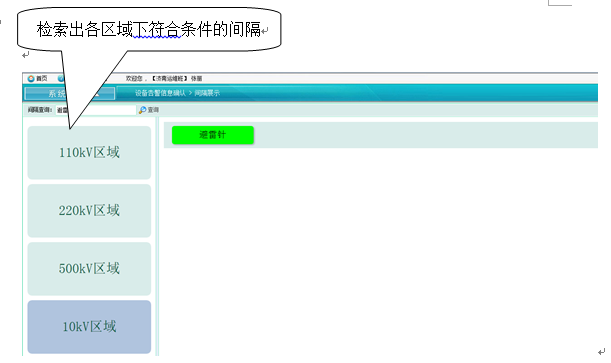 检索出各区域下符合条件的间隔
首页
欢迎您，【济南运维班】 张重
系统
设备告警信息确认 > 间隔展示
间隔查询：
查询
避雷针
110kV区域
220kV区域
500kV区域
10kV区域